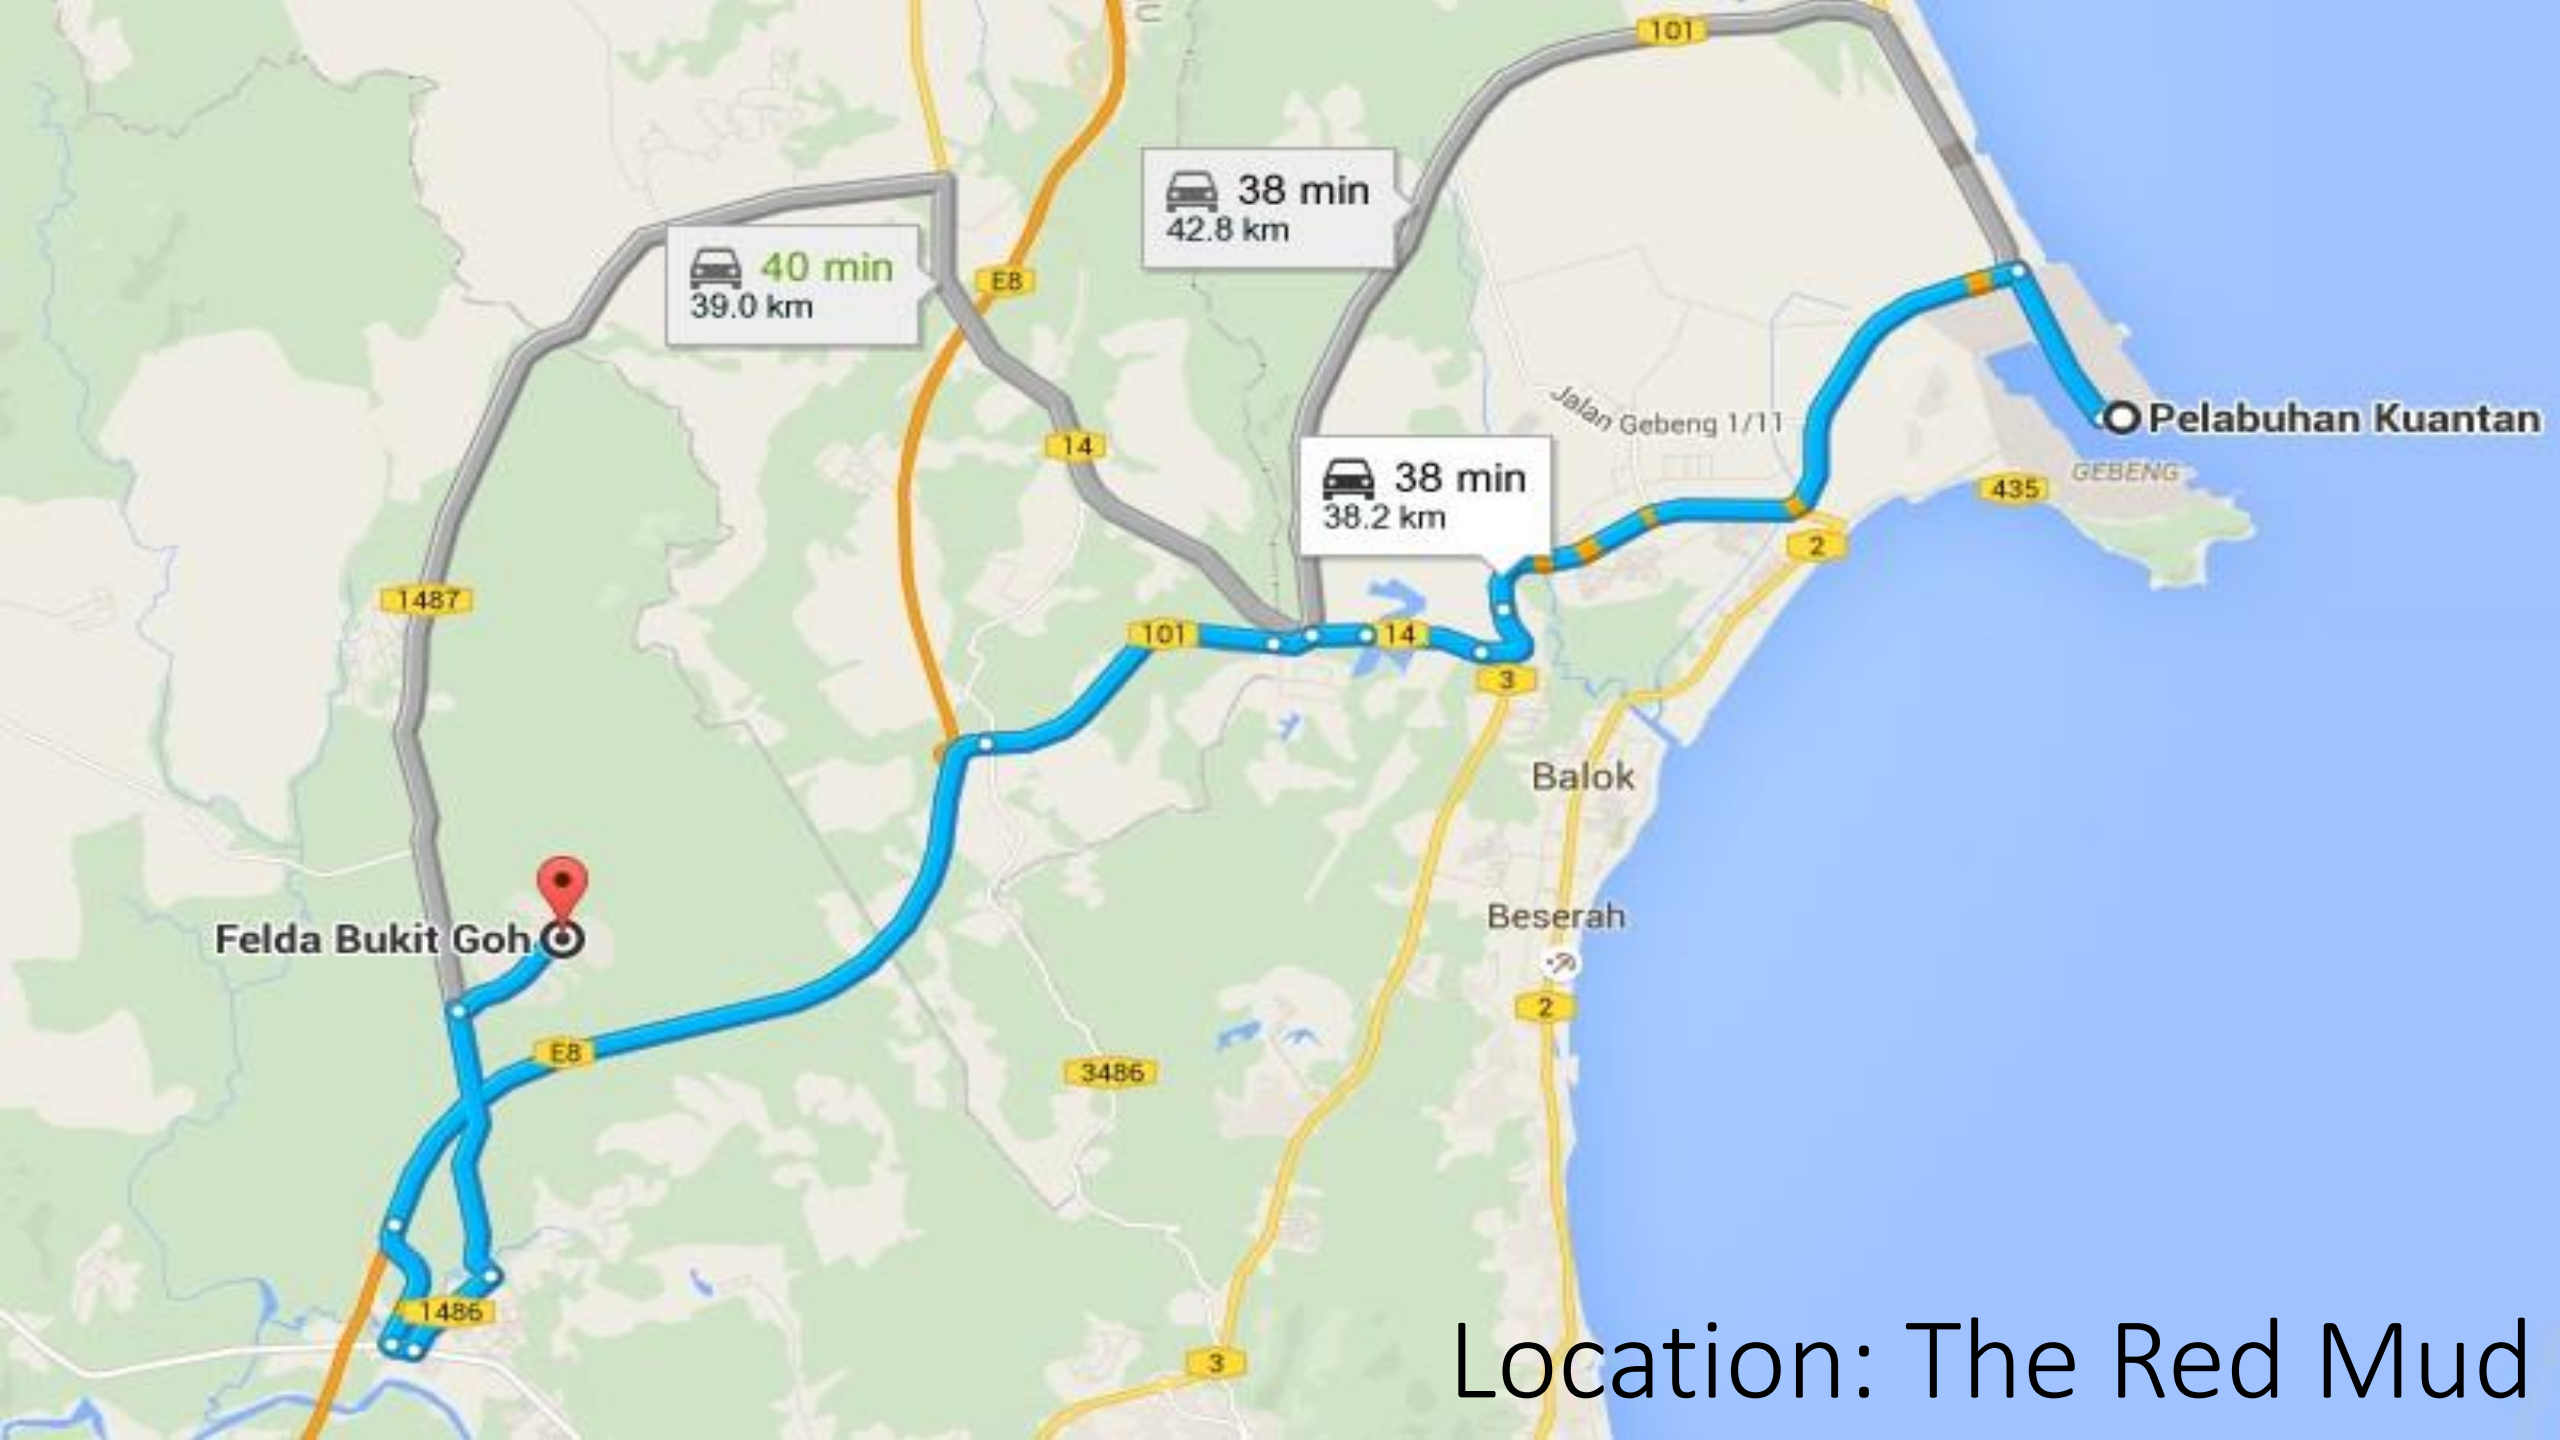 101
38 min
42.8 km
40 min
39.0 km
E8
Jalan Gebeng 1/11
Pelabuhan Kuantan
14
GEBENG
435
38 min
38.2 km
2
1487
101
14
3
Balok
Beserah
Felda Bukit Goh
2
E8
3486
1486
3
Location: The Red Mud